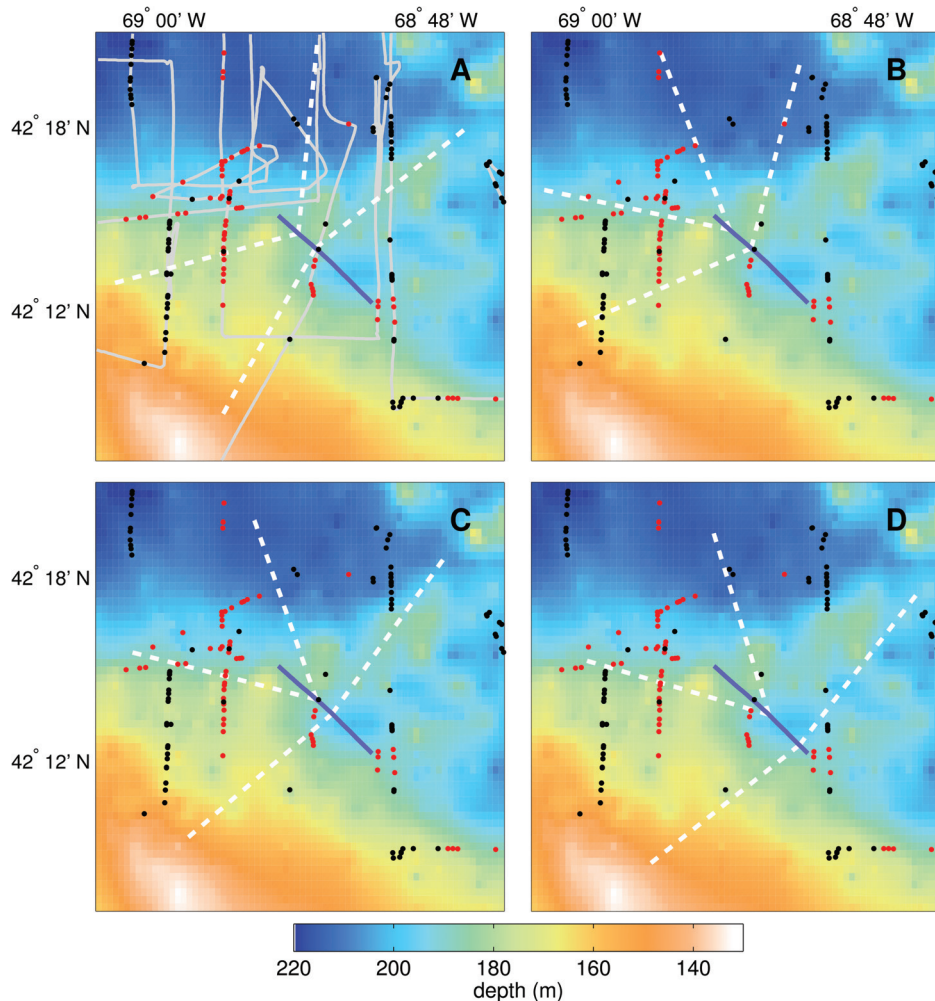 69° 00' W 68° 48' W 69° 00' W 68° 48' W
A B
42° 18' N
42° 12' N
C D
42° 18' N
42° 12' N
220 200 180 160 140
depth (m)